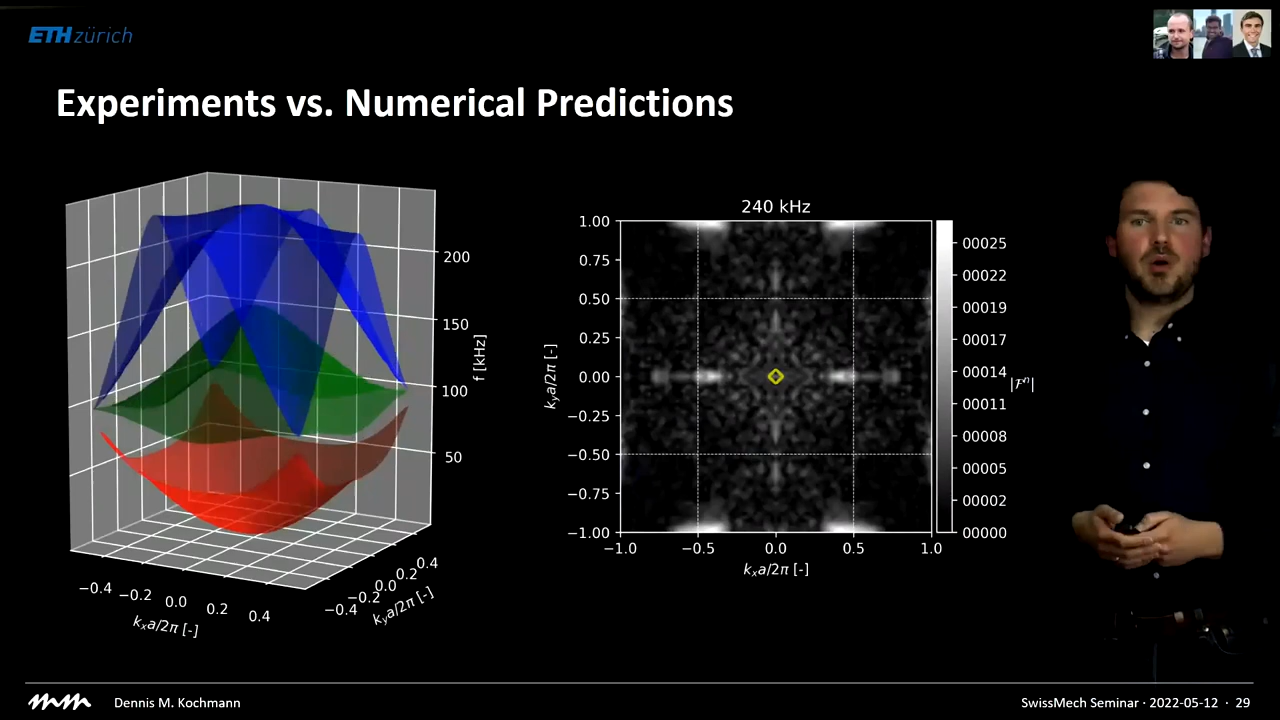 ETH zürich
Experiments vs. Numerical Predictions
200
150
100
50
f [kHz]
−0.4 −0.2 0.0 0.2 0.4
kₓa/2π [-]
−0.4 −0.2 0.0 0.2 0.4
kᵧa/2π [-]
240 kHz
1.00
0.75
0.50
0.25
0.00
−0.25
−0.50
−0.75
−1.00
kᵧa/2π [-]
−1.0 −0.5 0.0 0.5 1.0
kₓa/2π [-]
00025
00022
00019
00017
00014
00011
00008
00005
00002
00000
|ℱⁿ|
Dennis M. Kochmann
SwissMech Seminar · 2022-05-12 · 29